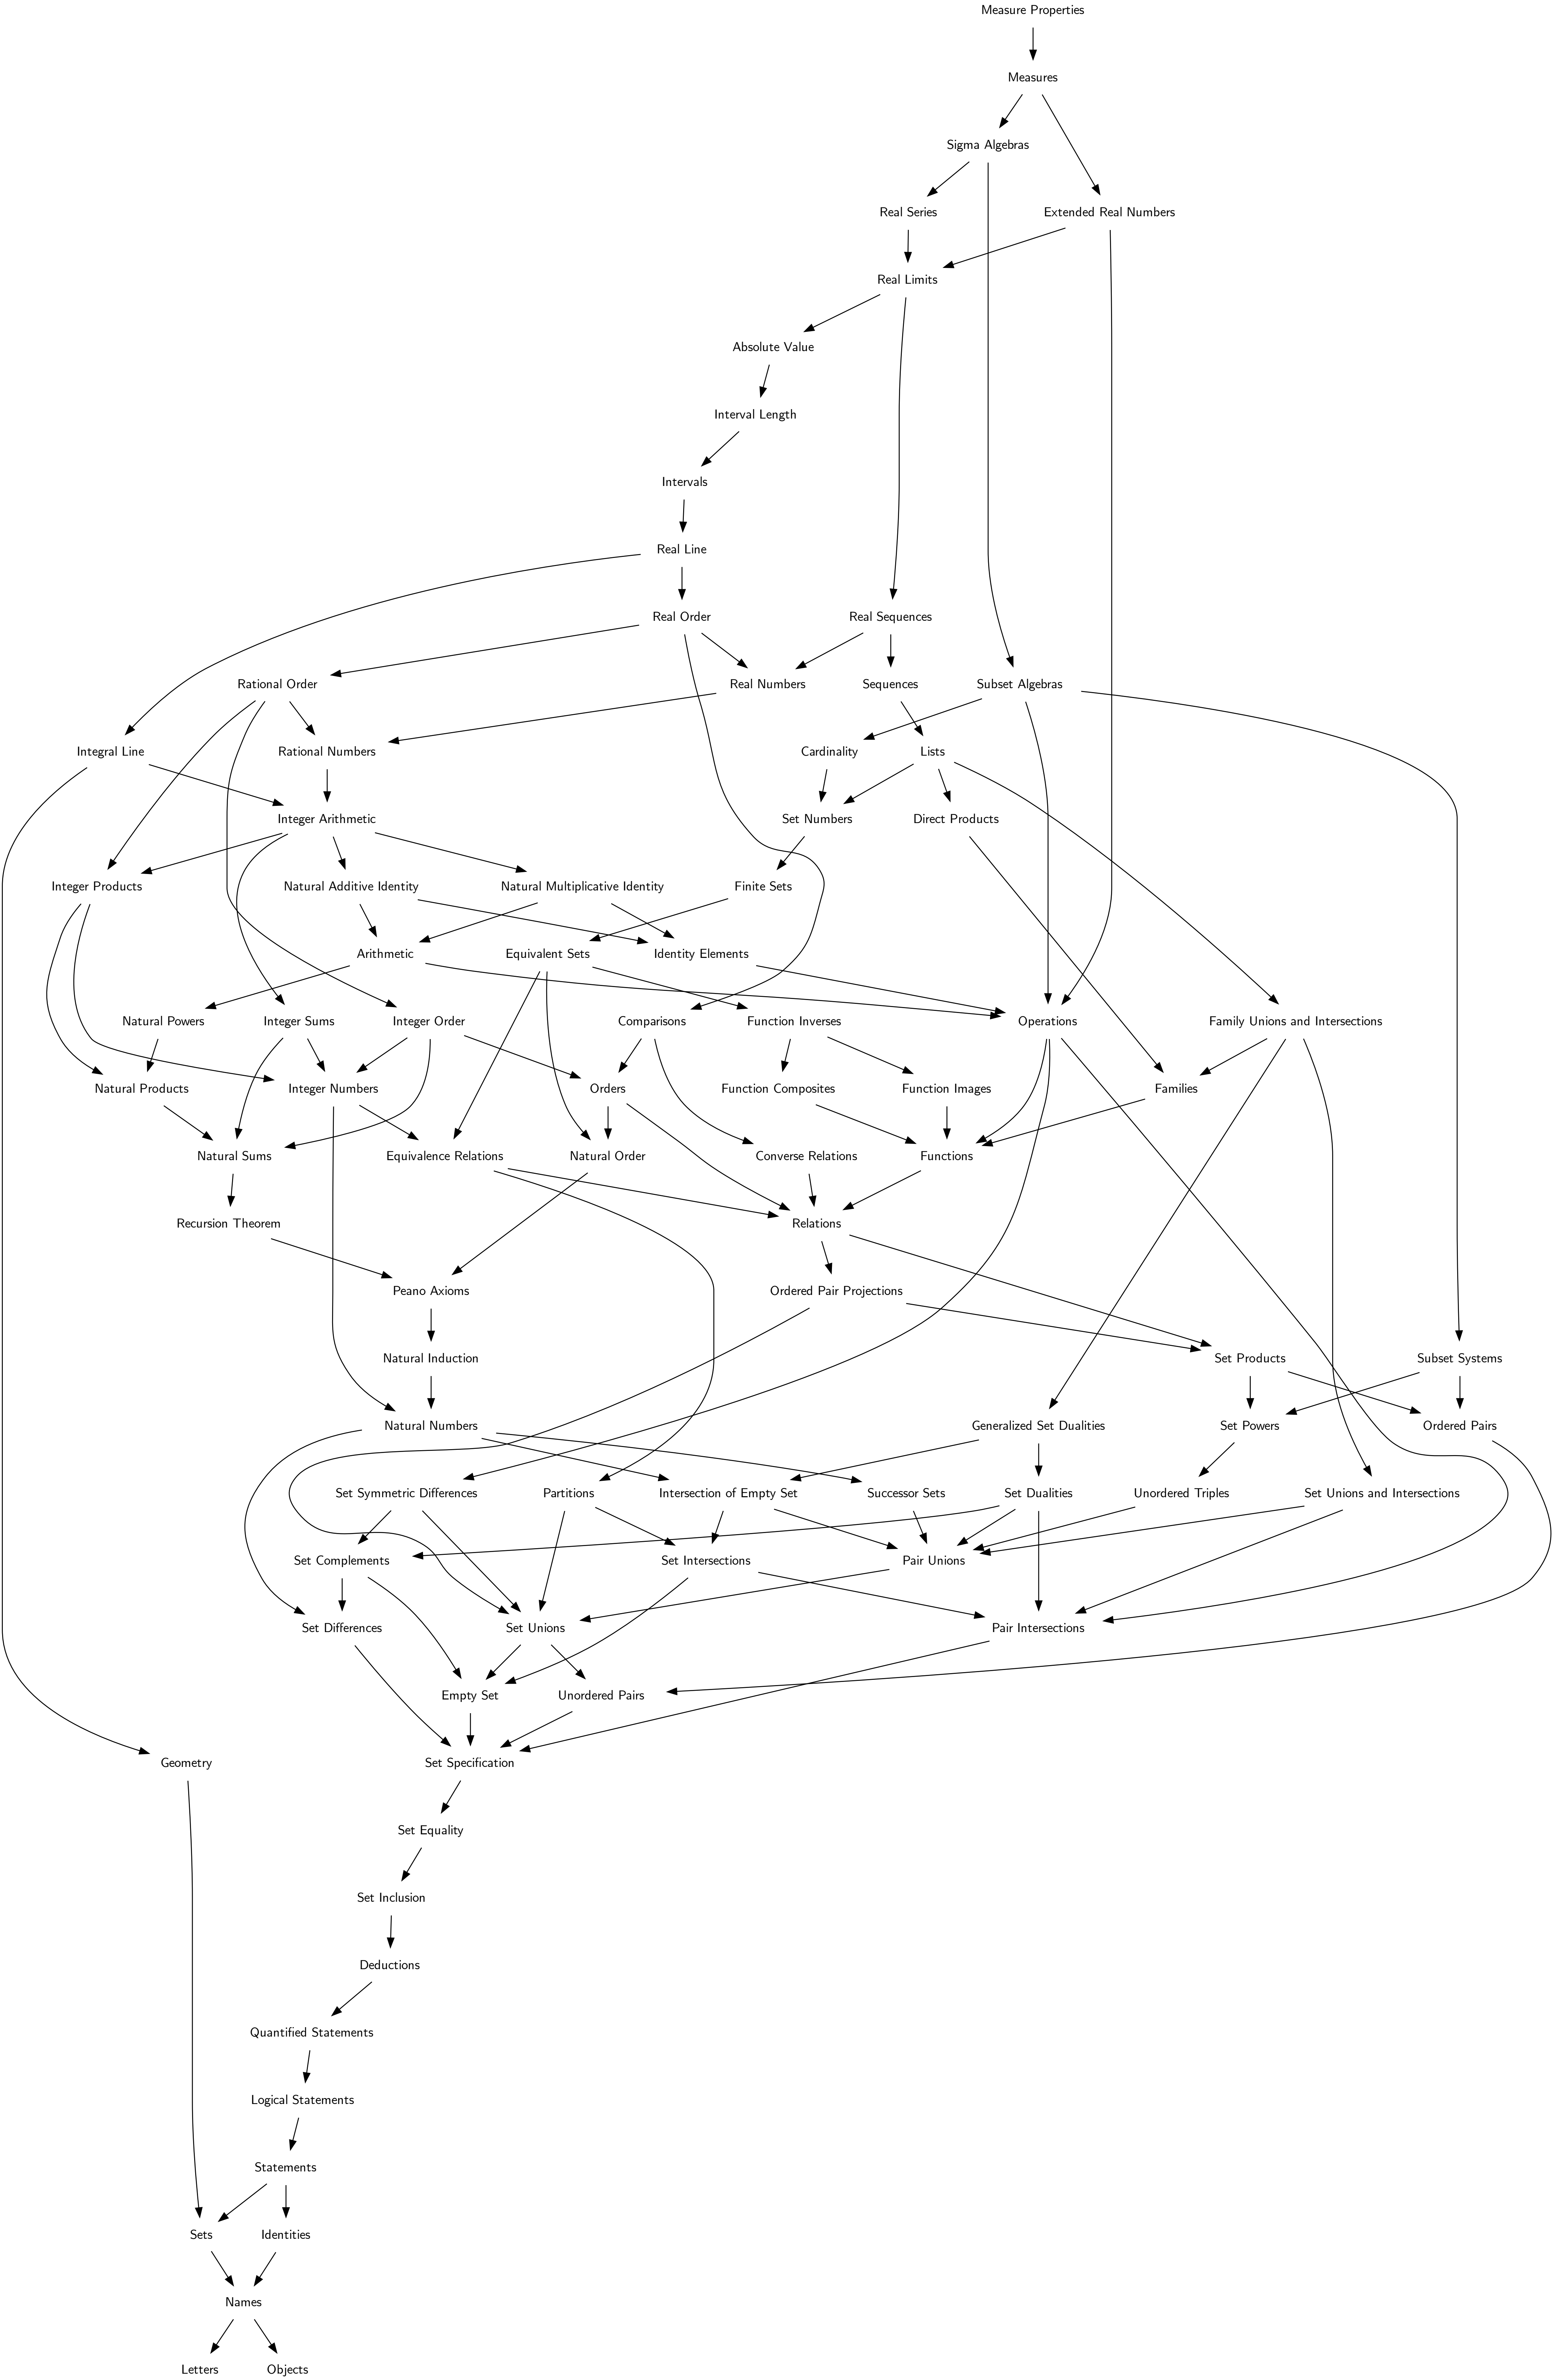 Measure Properties
Measures
Sigma Algebras
Real Series
Extended Real Numbers
Real Limits
Absolute Value
Interval Length
Intervals
Real Line
Real Order
Real Sequences
Rational Order
Real Numbers
Sequences
Subset Algebras
Integral Line
Rational Numbers
Cardinality
Lists
Integer Arithmetic
Set Numbers
Direct Products
Integer Products
Natural Additive Identity
Natural Multiplicative Identity
Finite Sets
Arithmetic
Equivalent Sets
Identity Elements
Natural Powers
Integer Sums
Integer Order
Comparisons
Function Inverses
Operations
Family Unions and Intersections
Natural Products
Integer Numbers
Orders
Function Composites
Function Images
Families
Natural Sums
Equivalence Relations
Natural Order
Converse Relations
Functions
Recursion Theorem
Relations
Peano Axioms
Ordered Pair Projections
Natural Induction
Set Products
Subset Systems
Natural Numbers
Generalized Set Dualities
Set Powers
Ordered Pairs
Set Symmetric Differences
Partitions
Intersection of Empty Set
Successor Sets
Set Dualities
Unordered Triples
Set Unions and Intersections
Set Complements
Set Intersections
Pair Unions
Set Differences
Set Unions
Pair Intersections
Empty Set
Unordered Pairs
Geometry
Set Specification
Set Equality
Set Inclusion
Deductions
Quantified Statements
Logical Statements
Statements
Sets
Identities
Names
Letters
Objects